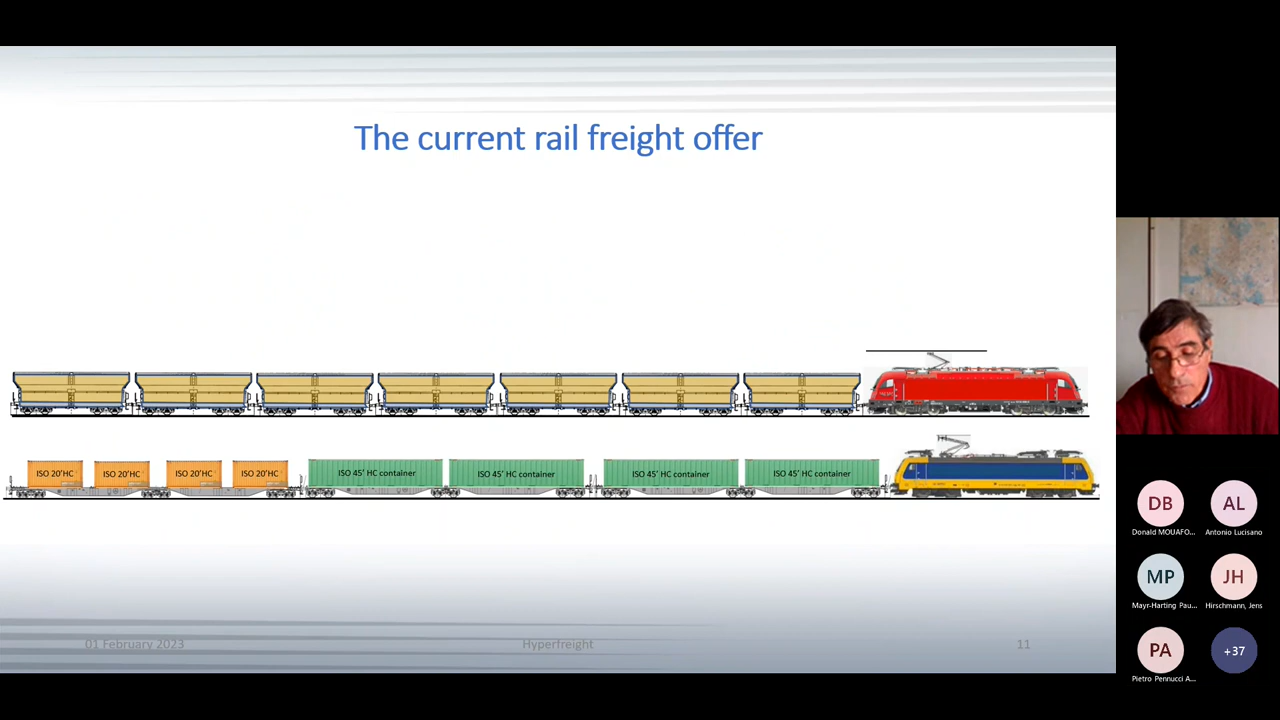 The current rail freight offer
ISO 20'HC
ISO 20'HC
ISO 20'HC
ISO 20'HC
ISO 45' HC container
ISO 45' HC container
ISO 45' HC container
ISO 45' HC container
01 February 2023
Hyperfreight
11
DB
Donald MOUAFO...
AL
Antonio Lucisano
MP
Mayr-Harting Pau...
JH
Hirschmann, Jens
PA
Pietro Pennucci A...
+37